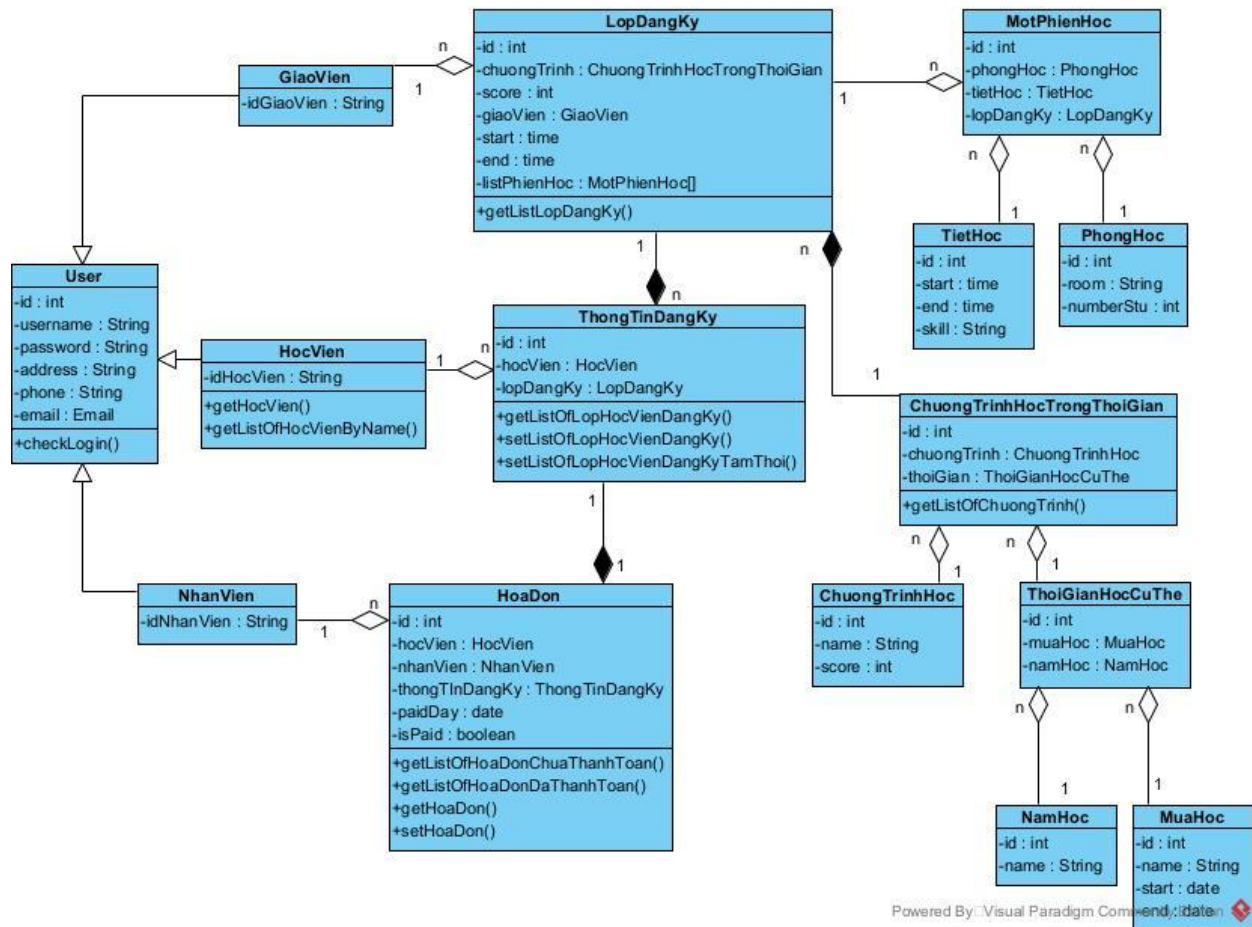 LopDangKy
-id : int
-chuongTrinh : ChuongTrinhHocTrongThoiGian
-score : int
-giaoVien : GiaoVien
-start : time
-end : time
-listPhienHoc : MotPhienHoc[]
+getListLopDangKy()
MotPhienHoc
-id : int
-phongHoc : PhongHoc
-tietHoc : TietHoc
-lopDangKy : LopDangKy
GiaoVien
-idGiaoVien : String
n
1
n
1
n
1
n
1
TietHoc
-id : int
-start : time
-end : time
-skill : String
PhongHoc
-id : int
-room : String
-numberStu : int
User
-id : int
-username : String
-password : String
-address : String
-phone : String
-email : Email
+checkLogin()
1
n
n
1
HocVien
-idHocVien : String
+getHocVien()
+getListOfHocVienByName()
1
n
ThongTinDangKy
-id : int
-hocVien : HocVien
-lopDangKy : LopDangKy
+getListOfLopHocVienDangKy()
+setListOfLopHocVienDangKy()
+setListOfLopHocVienDangKyTamThoi()
ChuongTrinhHocTrongThoiGian
-id : int
-chuongTrinh : ChuongTrinhHoc
-thoiGian : ThoiGianHocCuThe
+getListOfChuongTrinh()
1
1
n
1
n
1
NhanVien
-idNhanVien : String
1
n
HoaDon
-id : int
-hocVien : HocVien
-nhanVien : NhanVien
-thongTInDangKy : ThongTinDangKy
-paidDay : date
-isPaid : boolean
+getListOfHoaDonChuaThanhToan()
+getListOfHoaDonDaThanhToan()
+getHoaDon()
+setHoaDon()
ChuongTrinhHoc
-id : int
-name : String
-score : int
ThoiGianHocCuThe
-id : int
-muaHoc : MuaHoc
-namHoc : NamHoc
n
1
n
1
NamHoc
-id : int
-name : String
MuaHoc
-id : int
-name : String
-start : date
-end : date
Powered By Visual Paradigm Community Edition